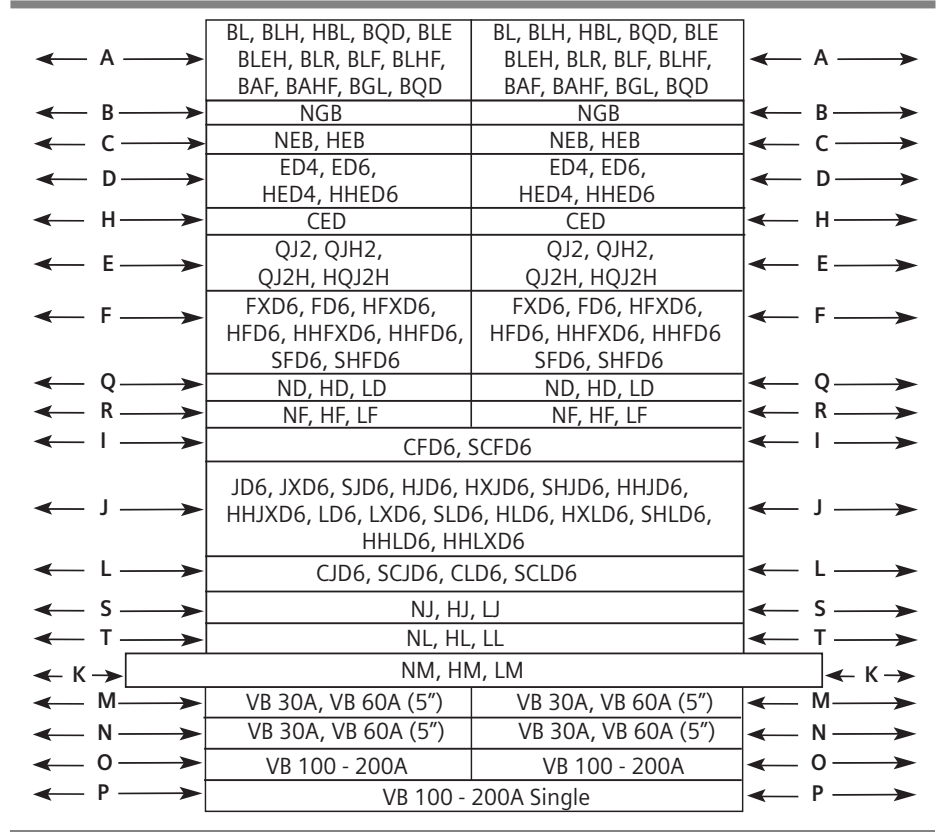 BL, BLH, HBL, BQD, BLE BL, BLH, HBL, BQD, BLE
A BLEH, BLR, BLF, BLHF, BLEH, BLR, BLF, BLHF, A
BAF, BAHF, BGL, BQD BAF, BAHF, BGL, BQD
B NGB NGB B
C NEB, HEB NEB, HEB C
ED4, ED6, ED4, ED6,
D HED4, HHED6 HED4, HHED6 D
H CED CED H
QJ2, QJH2, QJ2, QJH2,
E QJ2H, HQJ2H QJ2H, HQJ2H E
FXD6, FD6, HFXD6, FXD6, FD6, HFXD6,
F HFD6, HHFXD6, HHFD6, HFD6, HHFXD6, HHFD6 F
SFD6, SHFD6 SFD6, SHFD6
Q ND, HD, LD ND, HD, LD Q
R NF, HF, LF NF, HF, LF R
I CFD6, SCFD6 I
JD6, JXD6, SJD6, HJD6, HXJD6, SHJD6, HHJD6,
J HHJXD6, LD6, LXD6, SLD6, HLD6, HXLD6, SHLD6, J
HHLD6, HHLXD6
L CJD6, SCJD6, CLD6, SCLD6 L
S NJ, HJ, LJ S
T NL, HL, LL T
K NM, HM, LM K
M VB 30A, VB 60A (5″) VB 30A, VB 60A (5″) M
N VB 30A, VB 60A (5″) VB 30A, VB 60A (5″) N
O VB 100 - 200A VB 100 - 200A O
P VB 100 - 200A Single P